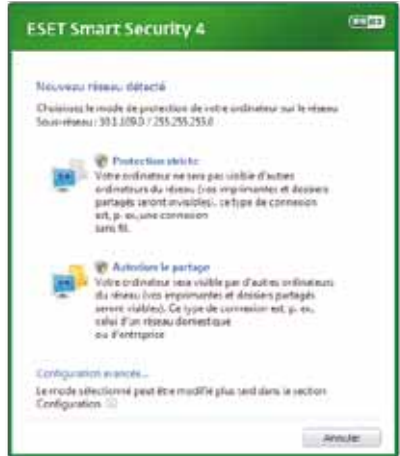 ESET Smart Security 4
eset
Nouveau réseau détecté
Choisissez le mode de protection de votre ordinateur sur le réseau
Sous-réseau : 10.1.109.0 / 255.255.255.0
Protection stricte
Votre ordinateur ne sera pas visible d'autres
ordinateurs du réseau (vos imprimantes et dossiers
partagés seront invisibles). ce type de connexion
est, p. ex, une connexion
sans fil.
Autoriser le partage
Votre ordinateur sera visible par d'autres ordinateurs
du réseau (vos imprimantes et dossiers partagés
seront visibles). Ce type de connexion est, p. ex,
celui d'un réseau domestique
ou d'entreprise
Configuration avancée...
Le mode sélectionné peut être modifié plus tard dans la section
Configuration
Annuler